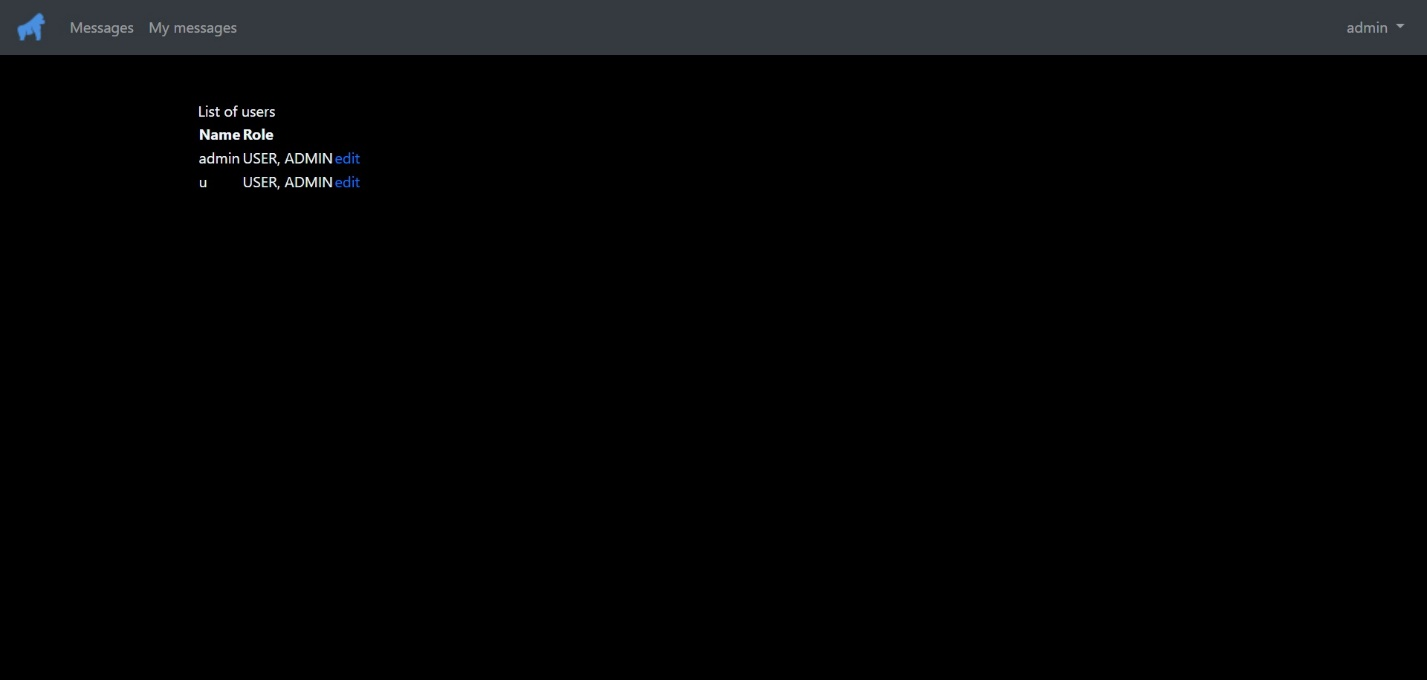 Messages My messages admin
List of users
Name Role
admin USER, ADMIN edit
u USER, ADMIN edit